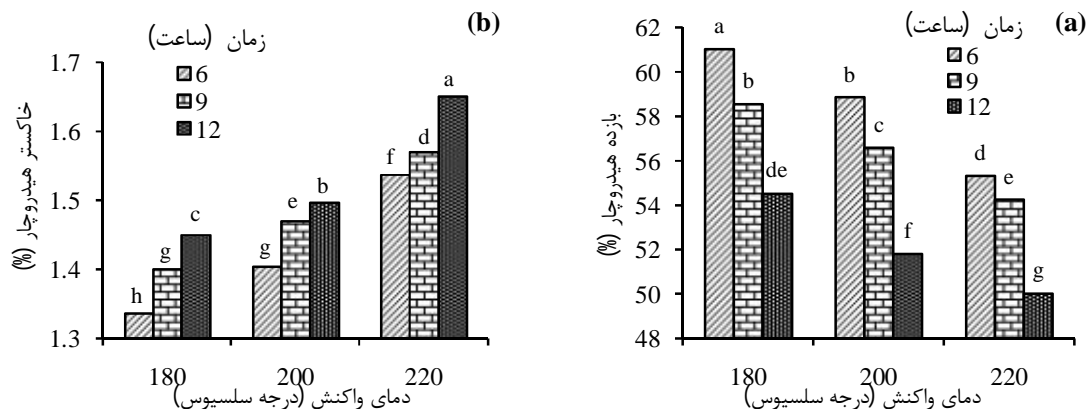 (b)
زمان (ساعت)
6
9
12
خاکستر هیدروچار (%)
1.7
1.6
1.5
1.4
1.3
h
g
c
g
e
b
f
d
a
180
200
220
دمای واکنش (درجه سلسیوس)
(a)
زمان (ساعت)
6
9
12
بازده هیدروچار (%)
62
60
58
56
54
52
50
48
a
b
de
b
c
f
d
e
g
180
200
220
دمای واکنش (درجه سلسیوس)